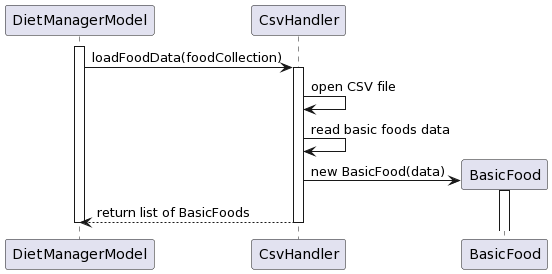 DietManagerModel
CsvHandler
loadFoodData(foodCollection)
open CSV file
read basic foods data
new BasicFood(data)
BasicFood
return list of BasicFoods
DietManagerModel
CsvHandler
BasicFood